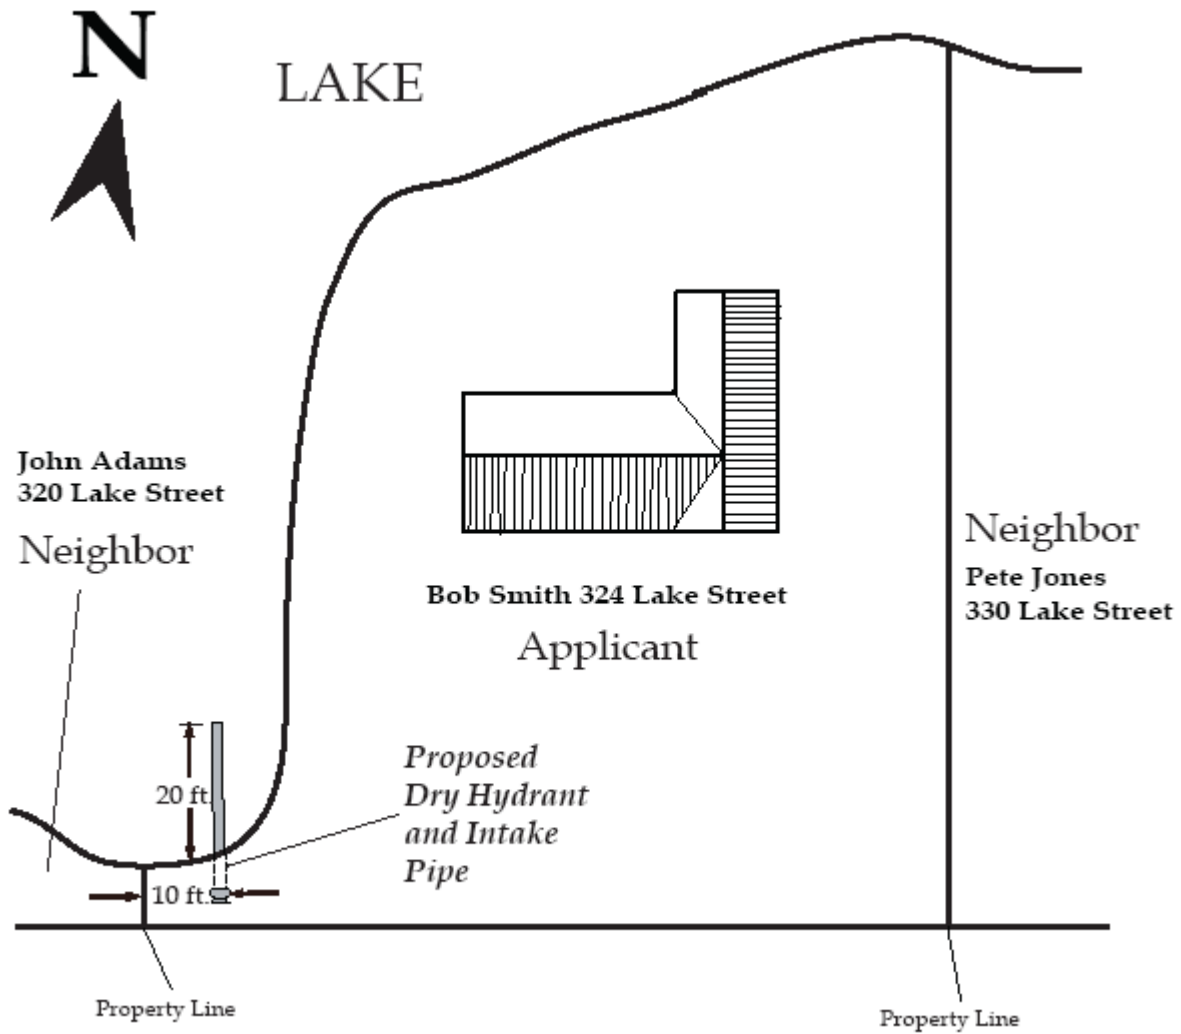 N
LAKE
John Adams
320 Lake Street
Neighbor
Neighbor
Pete Jones
330 Lake Street
Bob Smith 324 Lake Street
Applicant
Proposed
Dry Hydrant
and Intake
Pipe
20 ft.
10 ft.
Property Line
Property Line